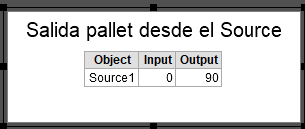 Salida pallet desde el Source
Object Input Output
Source1 0 90